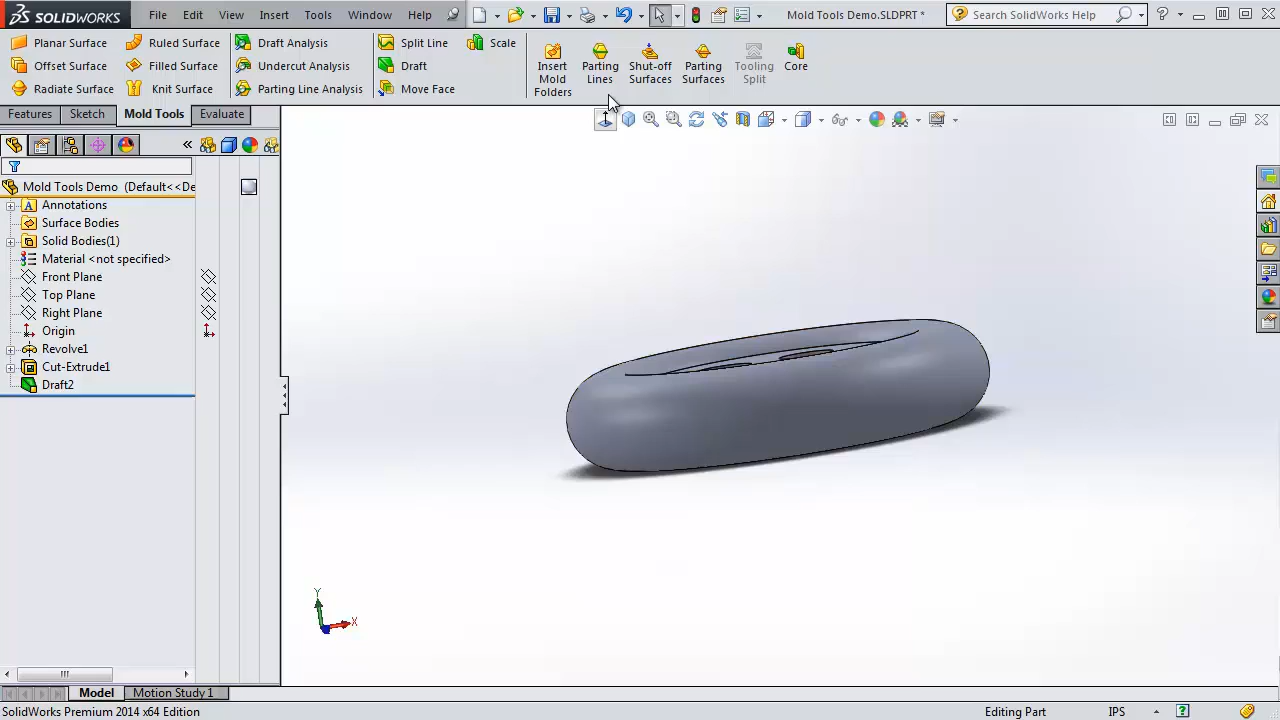 SOLIDWORKS File Edit View Insert Tools Window Help Mold Tools Demo.SLDPRT * Search SolidWorks Help
Planar Surface Ruled Surface Draft Analysis Split Line Scale
Offset Surface Filled Surface Undercut Analysis Draft
Radiate Surface Knit Surface Parting Line Analysis Move Face
Insert Mold Folders
Parting Lines
Shut-off Surfaces
Parting Surfaces
Tooling Split
Core
Features Sketch Mold Tools Evaluate
Mold Tools Demo (Default<<De
Annotations
Surface Bodies
Solid Bodies(1)
Material <not specified>
Front Plane
Top Plane
Right Plane
Origin
Revolve1
Cut-Extrude1
Draft2
Y
X
Model Motion Study 1
SolidWorks Premium 2014 x64 Edition Editing Part IPS